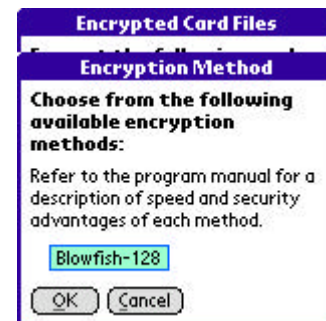 Encrypted Card Files
Encryption Method
Choose from the following
available encryption
methods:
Refer to the program manual for a
description of speed and security
advantages of each method.
Blowfish-128
OK Cancel